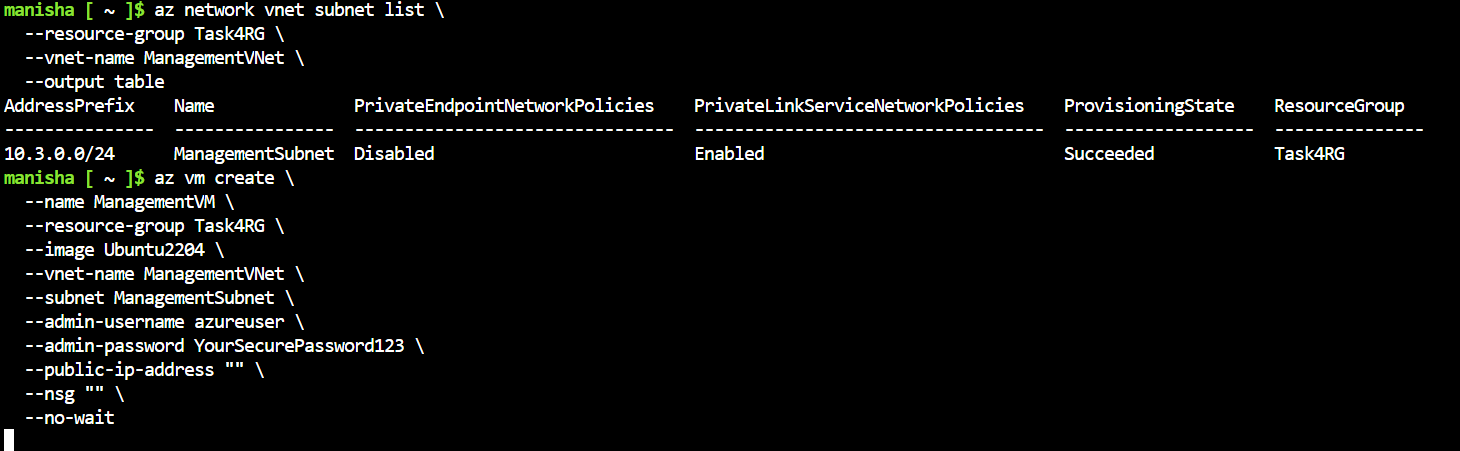 manisha [ ~ ]$ az network vnet subnet list \
  --resource-group Task4RG \
  --vnet-name ManagementVNet \
  --output table
AddressPrefix    Name              PrivateEndpointNetworkPolicies    PrivateLinkServiceNetworkPolicies    ProvisioningState    ResourceGroup
---------------  ----------------  --------------------------------  -----------------------------------  -------------------  ---------------
10.3.0.0/24      ManagementSubnet  Disabled                          Enabled                              Succeeded            Task4RG
manisha [ ~ ]$ az vm create \
  --name ManagementVM \
  --resource-group Task4RG \
  --image Ubuntu2204 \
  --vnet-name ManagementVNet \
  --subnet ManagementSubnet \
  --admin-username azureuser \
  --admin-password YourSecurePassword123 \
  --public-ip-address "" \
  --nsg "" \
  --no-wait